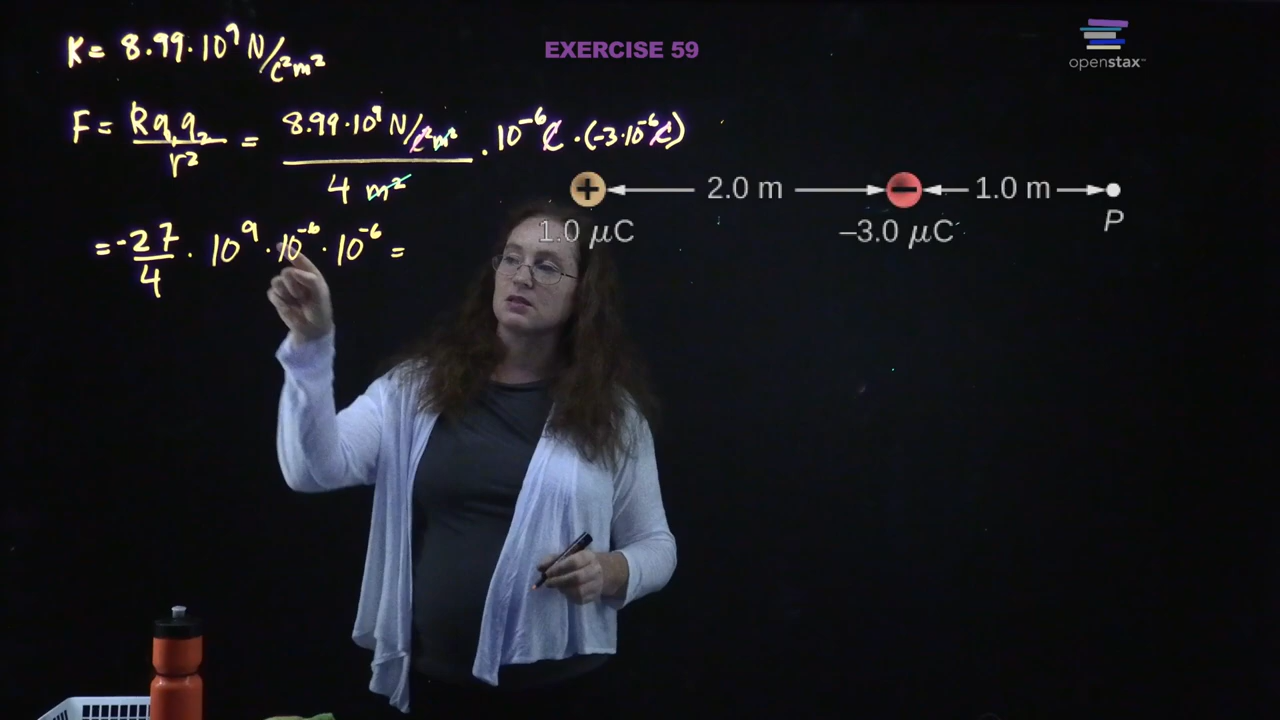 K = 8.99·10⁹ N/c²m²
EXERCISE 59
openstax™
F = Kq₁q₂/r² = 8.99·10⁹ N/c²m² / 4 m² · 10⁻⁶ C · (-3·10⁻⁶ C)
+ 2.0 m − 1.0 m
1.0 μC –3.0 μC P
= -27/4 · 10⁹ · 10⁻⁶ · 10⁻⁶ =